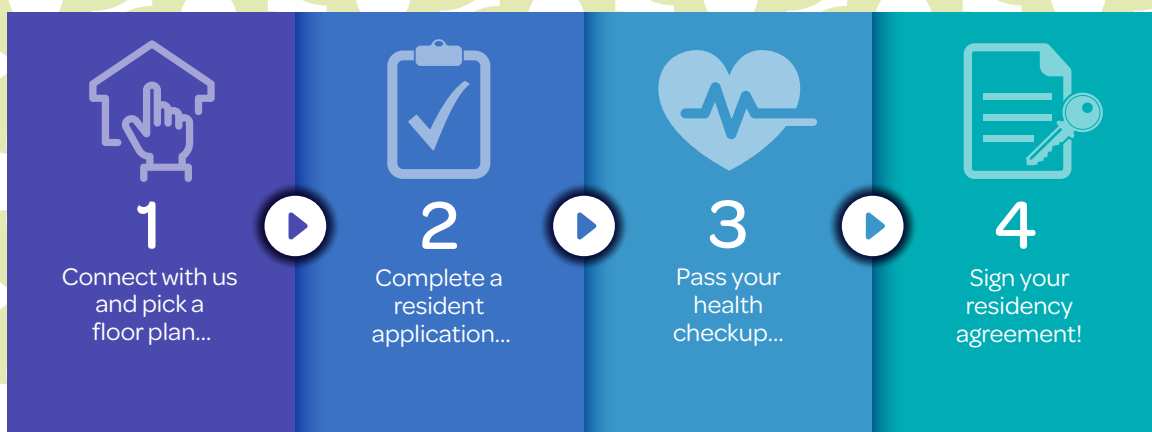 1
Connect with us
and pick a
floor plan...
2
Complete a
resident
application...
3
Pass your
health
checkup...
4
Sign your
residency
agreement!